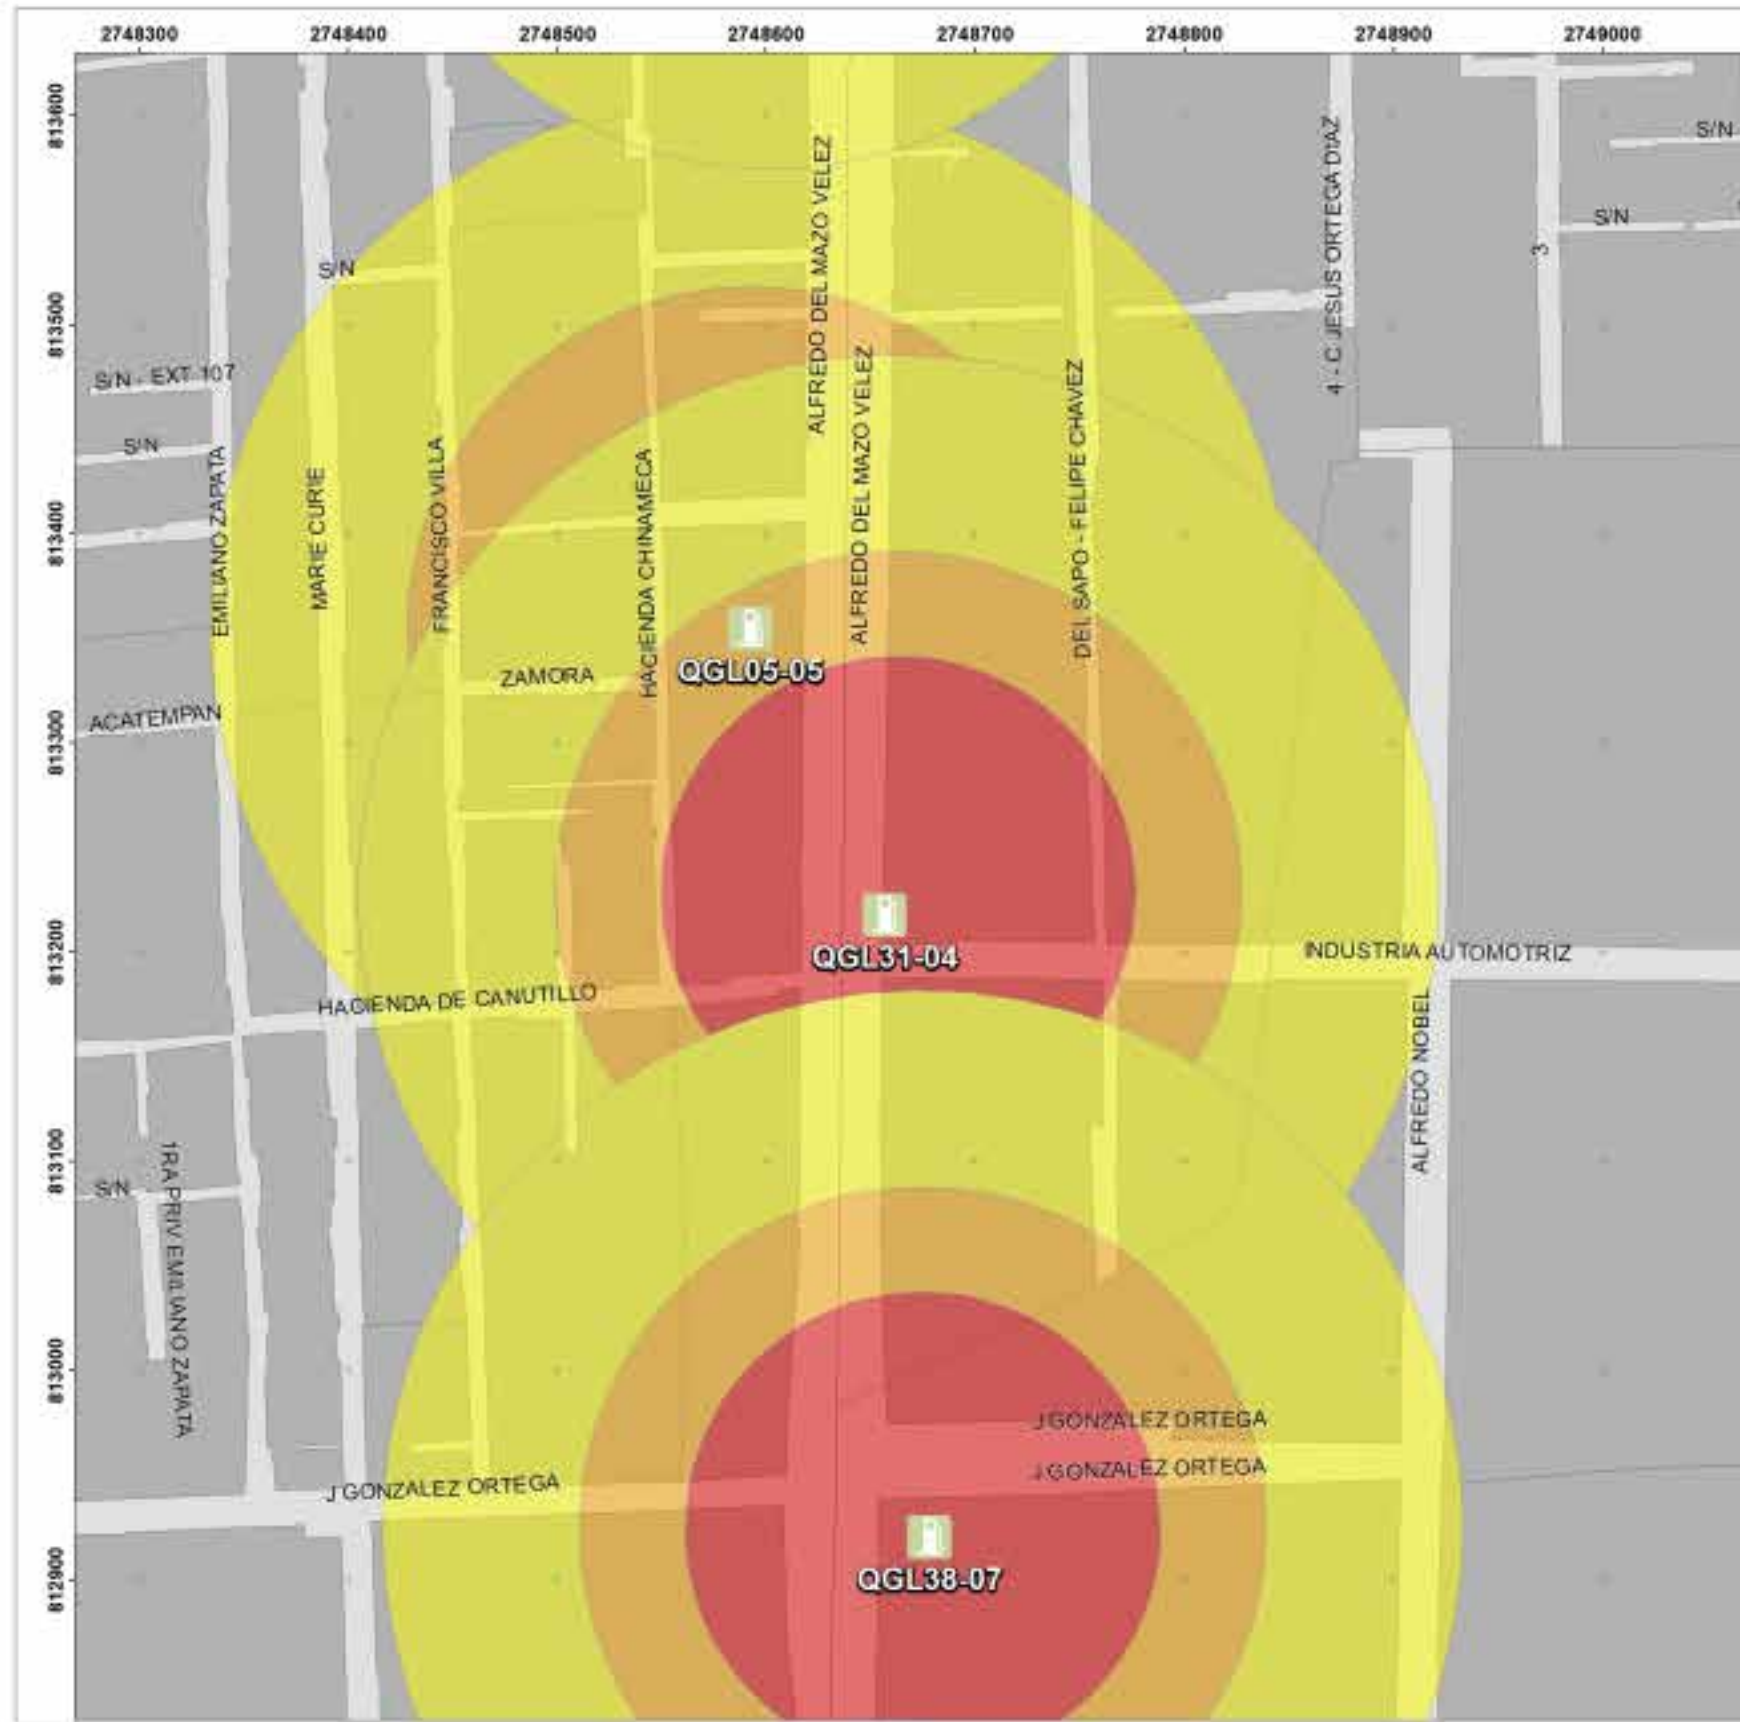 2748300 2748400 2748500 2748600 2748700 2748800 2748900 2749000
813600
813500
813400
813300
813200
813100
813000
812900
S/N
S/N
3
4 - C JESUS ORTEGA DIAZ
ALFREDO DEL MAZO VELEZ
S/N
S/N - EXT 107
S/N
ALFREDO DEL MAZO VELEZ
DEL SAPO - FELIPE CHAVEZ
EMILIANO ZAPATA
MARIE CURIE
FRANCISCO VILLA
HACIENDA CHINAMECA
QGL05-05
ZAMORA
ACATEMPAN
QGL31-04
INDUSTRIA AUTOMOTRIZ
HACIENDA DE CANUTILLO
ALFREDO NOBEL
S/N
1RA PRIV EMILIANO ZAPATA
J GONZALEZ ORTEGA
J GONZALEZ ORTEGA
J GONZALEZ ORTEGA
QGL38-07